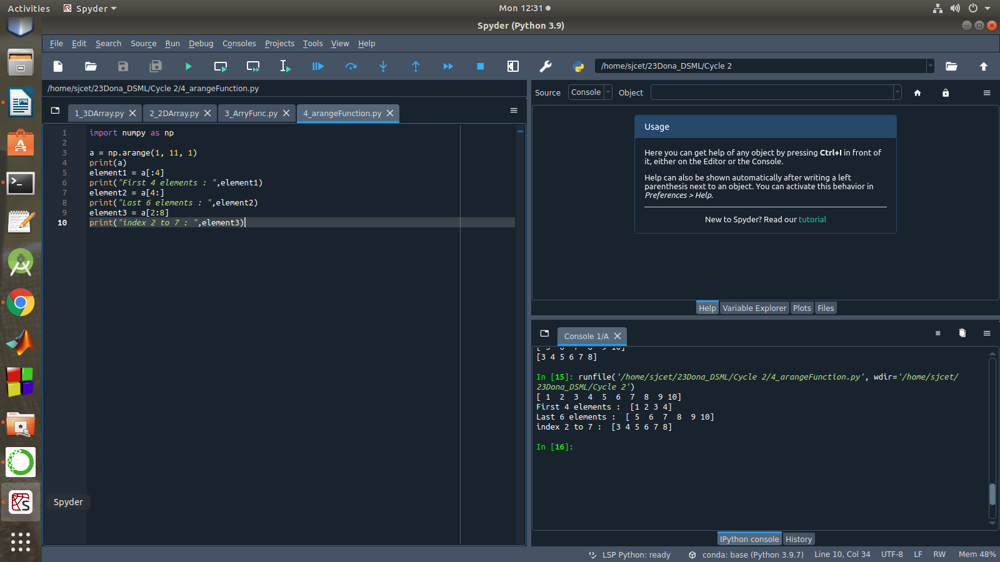 Activities Spyder Mon 12:31
Spyder (Python 3.9)
File Edit Search Source Run Debug Consoles Projects Tools View Help
/home/sjcet/23Dona_DSML/Cycle 2
/home/sjcet/23Dona_DSML/Cycle 2/4_arangeFunction.py
1_3DArray.py 2_2DArray.py 3_ArryFunc.py 4_arangeFunction.py
1 import numpy as np
2
3 a = np.arange(1, 11, 1)
4 print(a)
5 element1 = a[:4]
6 print("First 4 elements : ",element1)
7 element2 = a[4:]
8 print("Last 6 elements : ",element2)
9 element3 = a[2:8]
10 print("index 2 to 7 : ",element3)
Spyder
Source Console Object
Usage
Here you can get help of any object by pressing Ctrl+I in front of
it, either on the Editor or the Console.
Help can also be shown automatically after writing a left
parenthesis next to an object. You can activate this behavior in
Preferences > Help.
New to Spyder? Read our tutorial
Help Variable Explorer Plots Files
Console 1/A
[3 4 5 6 7 8]
In [15]: runfile('/home/sjcet/23Dona_DSML/Cycle 2/4_arangeFunction.py', wdir='/home/sjcet/
23Dona_DSML/Cycle 2')
[ 1  2  3  4  5  6  7  8  9 10]
First 4 elements :  [1 2 3 4]
Last 6 elements :  [ 5  6  7  8  9 10]
index 2 to 7 :  [3 4 5 6 7 8]
In [16]:
IPython console History
LSP Python: ready conda: base (Python 3.9.7) Line 10, Col 34 UTF-8 LF RW Mem 48%